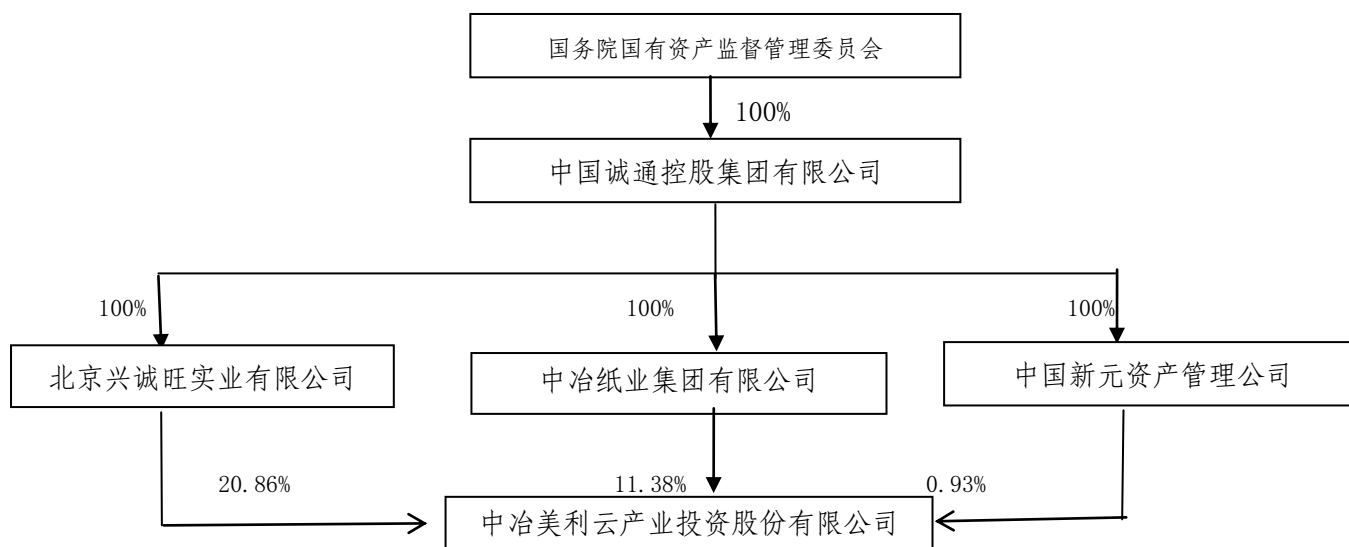 国务院国有资产监督管理委员会
100%
中国诚通控股集团有限公司
100%
100%
100%
北京兴诚旺实业有限公司
中冶纸业集团有限公司
中国新元资产管理公司
20.86%
11.38%
0.93%
中冶美利云产业投资股份有限公司